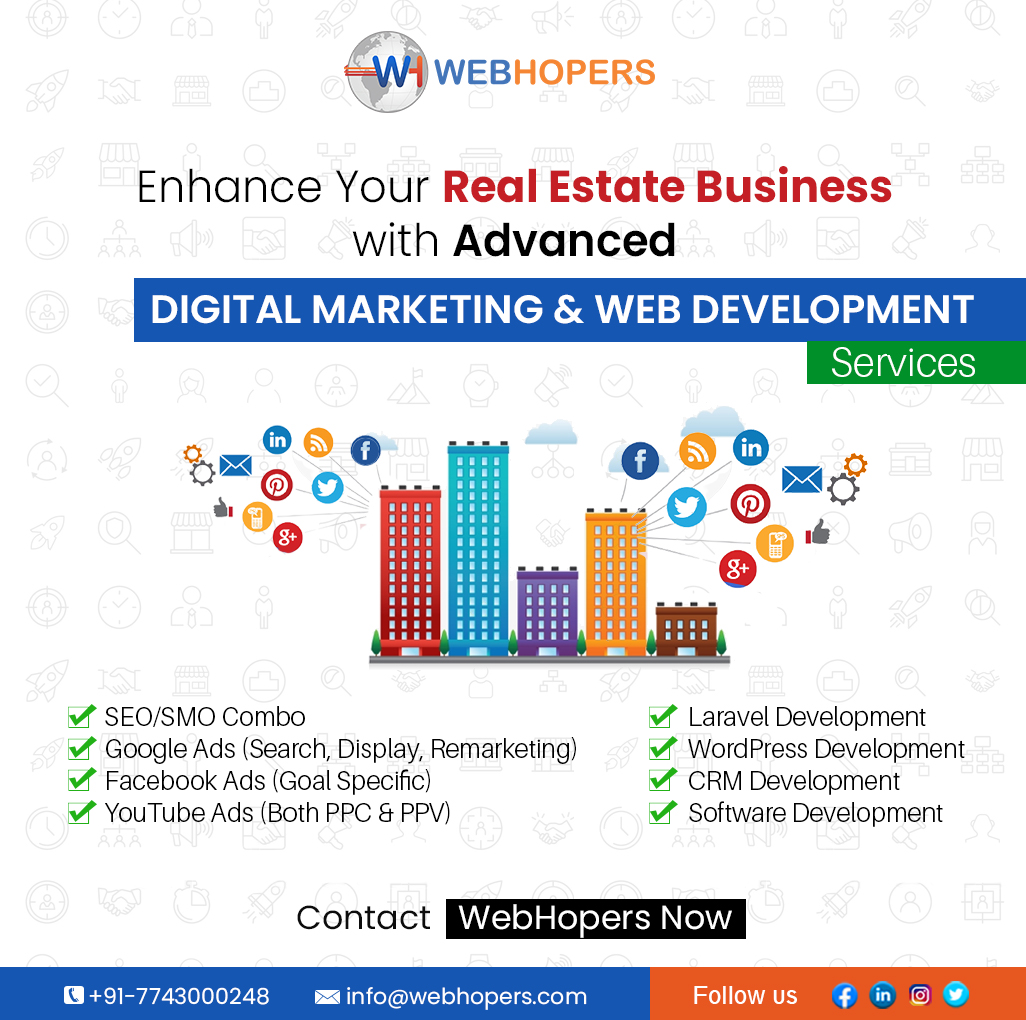 WEBHOPERS
Enhance Your Real Estate Business
with Advanced
DIGITAL MARKETING & WEB DEVELOPMENT
Services
SEO/SMO Combo
Google Ads (Search, Display, Remarketing)
Facebook Ads (Goal Specific)
YouTube Ads (Both PPC & PPV)
Laravel Development
WordPress Development
CRM Development
Software Development
Contact WebHopers Now
+91-7743000248
info@webhopers.com
Follow us